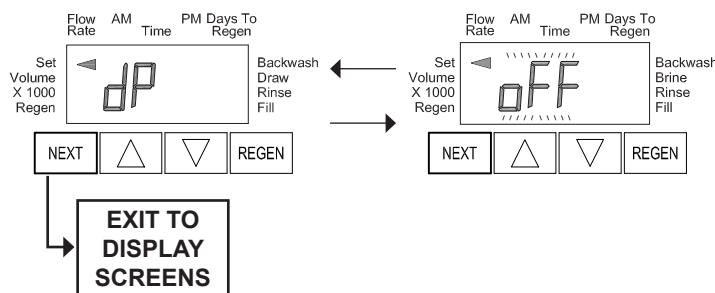 Flow Rate AM Time PM Days To Regen
Set
Volume
X 1000
Regen
dP
Backwash
Draw
Rinse
Fill
NEXT REGEN
EXIT TO
DISPLAY
SCREENS
Flow Rate AM Time PM Days To Regen
Set
Volume
X 1000
Regen
oFF
Backwash
Brine
Rinse
Fill
NEXT REGEN